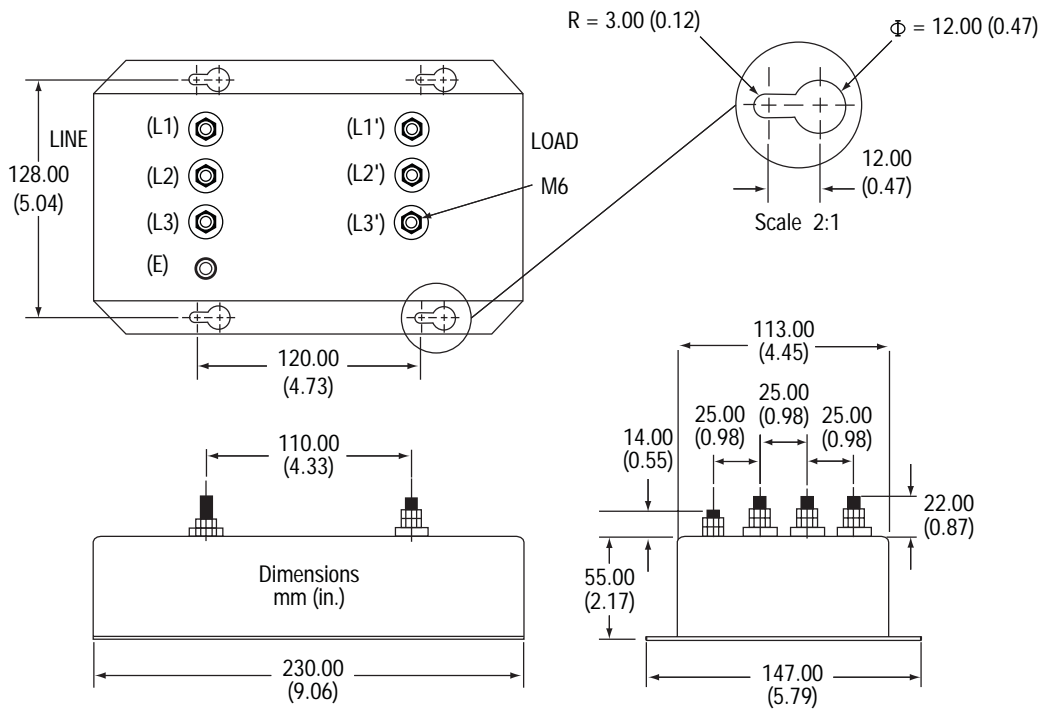 R = 3.00 (0.12)
Φ = 12.00 (0.47)
12.00
(0.47)
Scale 2:1
LINE
(L1)
(L2)
(L3)
(E)
(L1')
(L2')
(L3')
LOAD
M6
128.00
(5.04)
120.00
(4.73)
110.00
(4.33)
Dimensions
mm (in.)
230.00
(9.06)
113.00
(4.45)
25.00
(0.98)
25.00
(0.98)
25.00
(0.98)
14.00
(0.55)
22.00
(0.87)
55.00
(2.17)
147.00
(5.79)